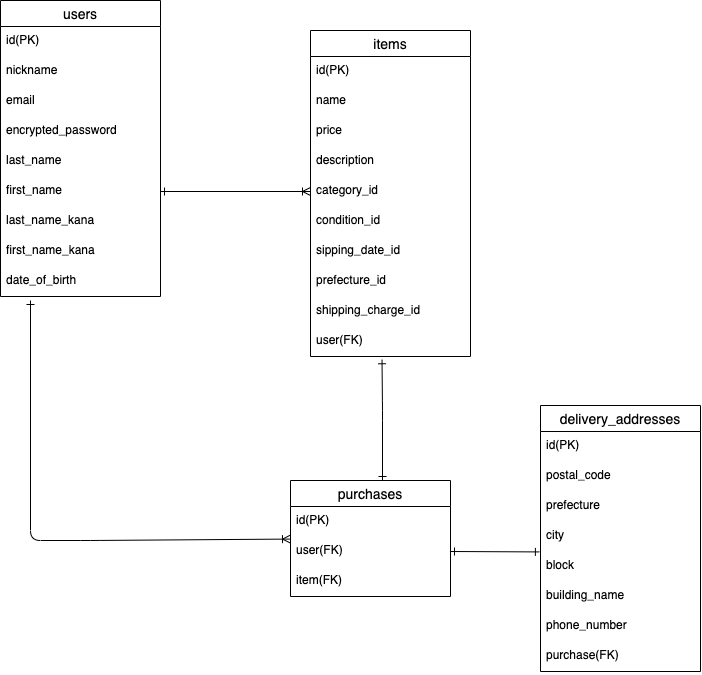 users
id(PK)
nickname
email
encrypted_password
last_name
first_name
last_name_kana
first_name_kana
date_of_birth
items
id(PK)
name
price
description
category_id
condition_id
sipping_date_id
prefecture_id
shipping_charge_id
user(FK)
purchases
id(PK)
user(FK)
item(FK)
delivery_addresses
id(PK)
postal_code
prefecture
city
block
building_name
phone_number
purchase(FK)